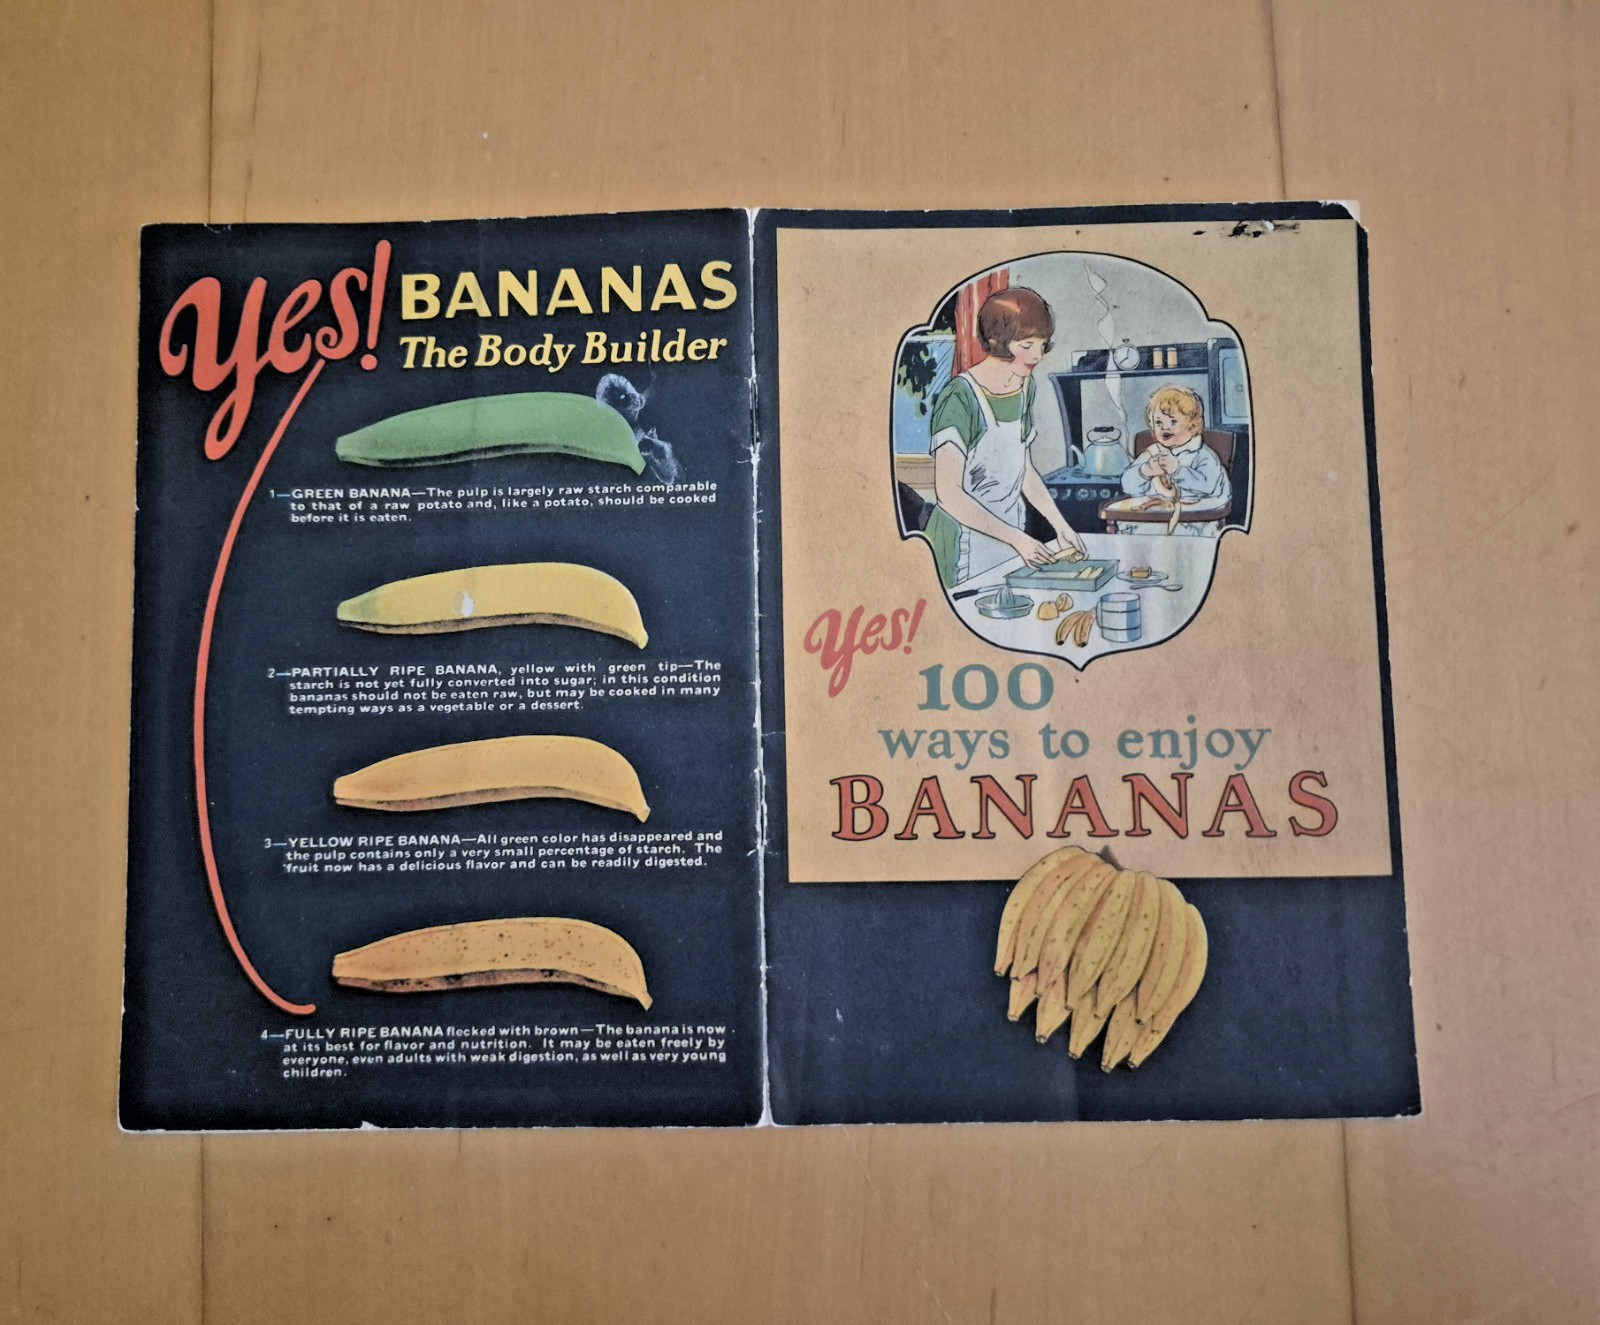 Yes! BANANAS
The Body Builder
1—GREEN BANANA—The pulp is largely raw starch comparable
to that of a raw potato and, like a potato, should be cooked
before it is eaten.
2—PARTIALLY RIPE BANANA, yellow with green tip—The
starch is not yet fully converted into sugar; in this condition
bananas should not be eaten raw, but may be cooked in many
tempting ways as a vegetable or a dessert.
3—YELLOW RIPE BANANA—All green color has disappeared and
the pulp contains only a very small percentage of starch. The
fruit now has a delicious flavor and can be readily digested.
4—FULLY RIPE BANANA flecked with brown—The banana is now
at its best for flavor and nutrition. It may be eaten freely by
everyone, even adults with weak digestion, as well as very young
children.
Yes!
100
ways to enjoy
BANANAS